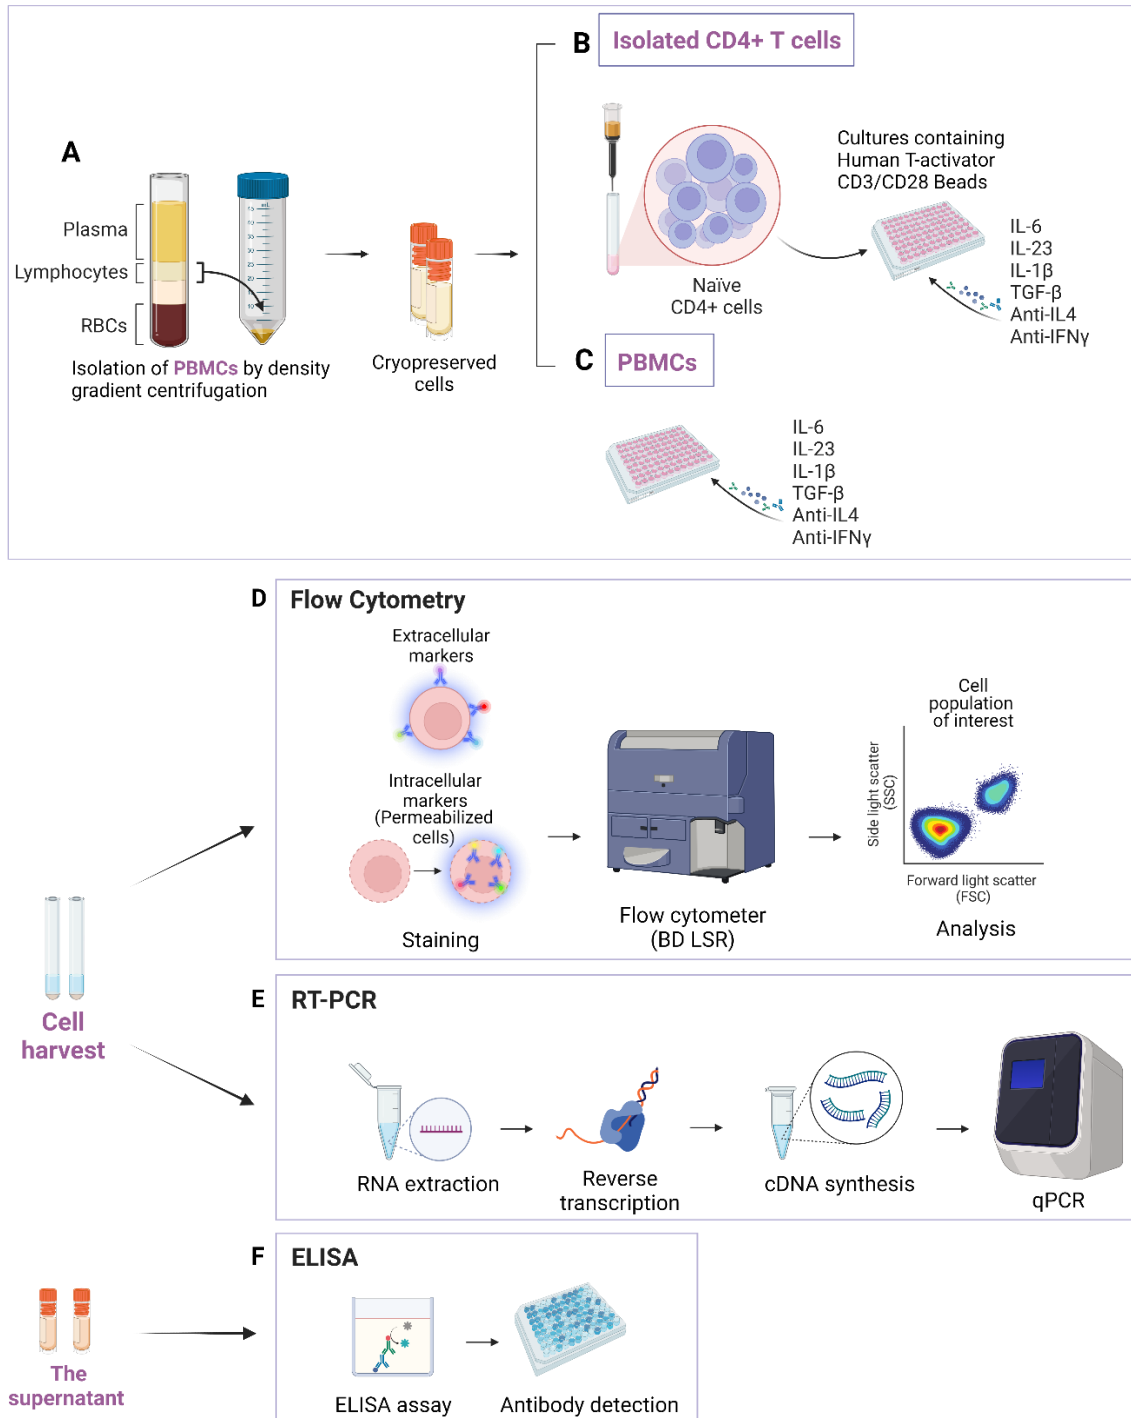 A
Plasma
Lymphocytes
RBCs
Isolation of PBMCs by density
gradient centrifugation
Cryopreserved
cells
B
Isolated CD4+ T cells
Naïve
CD4+ cells
Cultures containing
Human T-activator
CD3/CD28 Beads
IL-6
IL-23
IL-1β
TGF-β
Anti-IL4
Anti-IFNγ
C
PBMCs
IL-6
IL-23
IL-1β
TGF-β
Anti-IL4
Anti-IFNγ
Cell
harvest
D
Flow Cytometry
Extracellular
markers
Intracellular
markers
(Permeabilized
cells)
Staining
Flow cytometer
(BD LSR)
Cell
population
of interest
Side light scatter
(SSC)
Forward light scatter
(FSC)
Analysis
E
RT-PCR
RNA extraction
Reverse
transcription
cDNA synthesis
qPCR
The
supernatant
F
ELISA
ELISA assay
Antibody detection